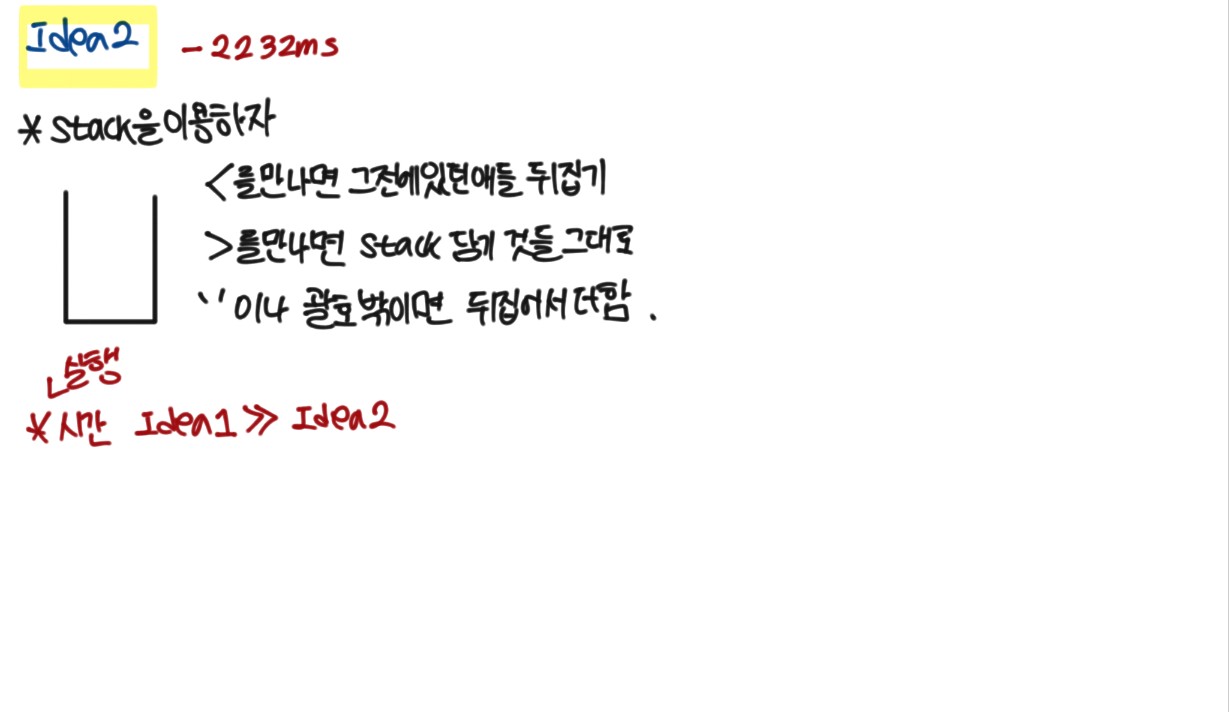 Idea2 - 2232ms
* Stack을 이용하자
<를 만나면 그전에 있던애들 뒤집기
>를 만나면 stack 담긴 것들 그대로
' ' 이나 괄호 밖이면 뒤집어서 더함.
실행
* 시간 Idea1 >> Idea2